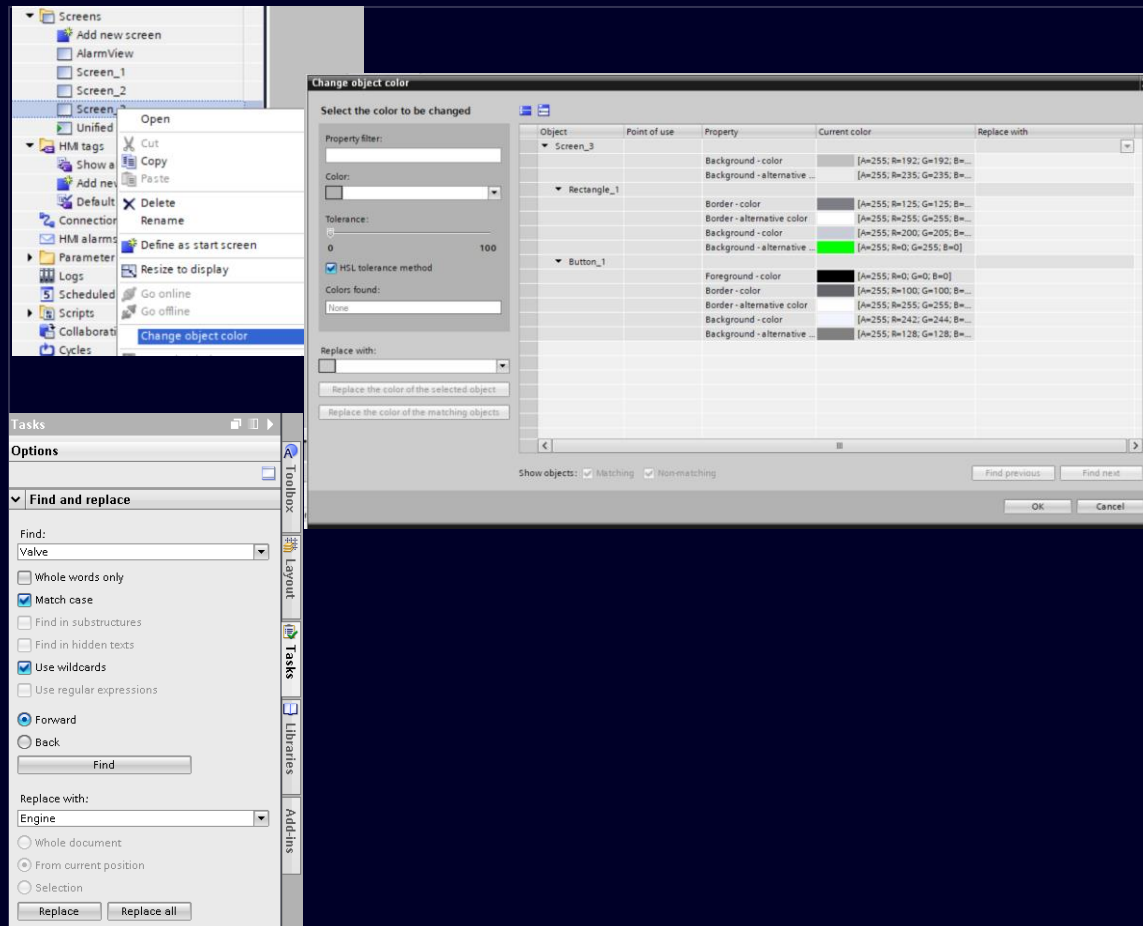 Screens
Add new screen
AlarmView
Screen_1
Screen_2
Screen_
Unified
HMI tags
Show a
Add new
Default
Connection
HMI alarms
Parameter
Logs
Scheduled
Scripts
Collaborati
Cycles
Open
Cut
Copy
Paste
Delete
Rename
Define as start screen
Resize to display
Go online
Go offline
Change object color
Change object color
Select the color to be changed
Property filter:
Color:
Tolerance:
0 100
HSL tolerance method
Colors found:
None
Replace with:
Replace the color of the selected object
Replace the color of the matching objects
Object Point of use Property Current color Replace with
Screen_3
Background - color [A=255; R=192; G=192; B=...
Background - alternative ... [A=255; R=235; G=235; B=...
Rectangle_1
Border - color [A=255; R=125; G=125; B=...
Border - alternative color [A=255; R=255; G=255; B=...
Background - color [A=255; R=200; G=205; B=...
Background - alternative ... [A=255; R=0; G=255; B=0]
Button_1
Foreground - color [A=255; R=0; G=0; B=0]
Border - color [A=255; R=100; G=100; B=...
Border - alternative color [A=255; R=255; G=255; B=...
Background - color [A=255; R=242; G=244; B=...
Background - alternative ... [A=255; R=128; G=128; B=...
Show objects: Matching Non-matching
Find previous Find next
OK Cancel
Tasks
Options
Find and replace
Find:
Valve
Whole words only
Match case
Find in substructures
Find in hidden texts
Use wildcards
Use regular expressions
Forward
Back
Find
Replace with:
Engine
Whole document
From current position
Selection
Replace Replace all
Toolbox
Layout
Tasks
Libraries
Add-ins